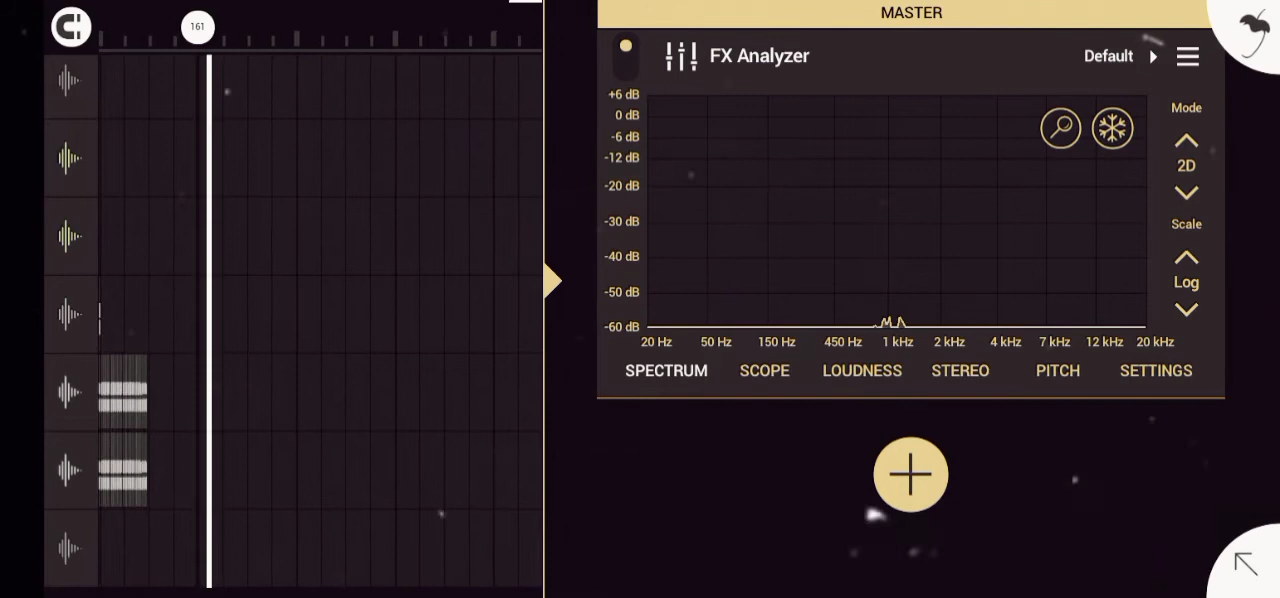 161
MASTER
FX Analyzer
Default
+6 dB
0 dB
-6 dB
-12 dB
-20 dB
-30 dB
-40 dB
-50 dB
-60 dB
20 Hz 50 Hz 150 Hz 450 Hz 1 kHz 2 kHz 4 kHz 7 kHz 12 kHz 20 kHz
Mode
2D
Scale
Log
SPECTRUM SCOPE LOUDNESS STEREO PITCH SETTINGS